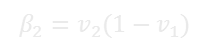 β₂ = v₂(1 − v₁)